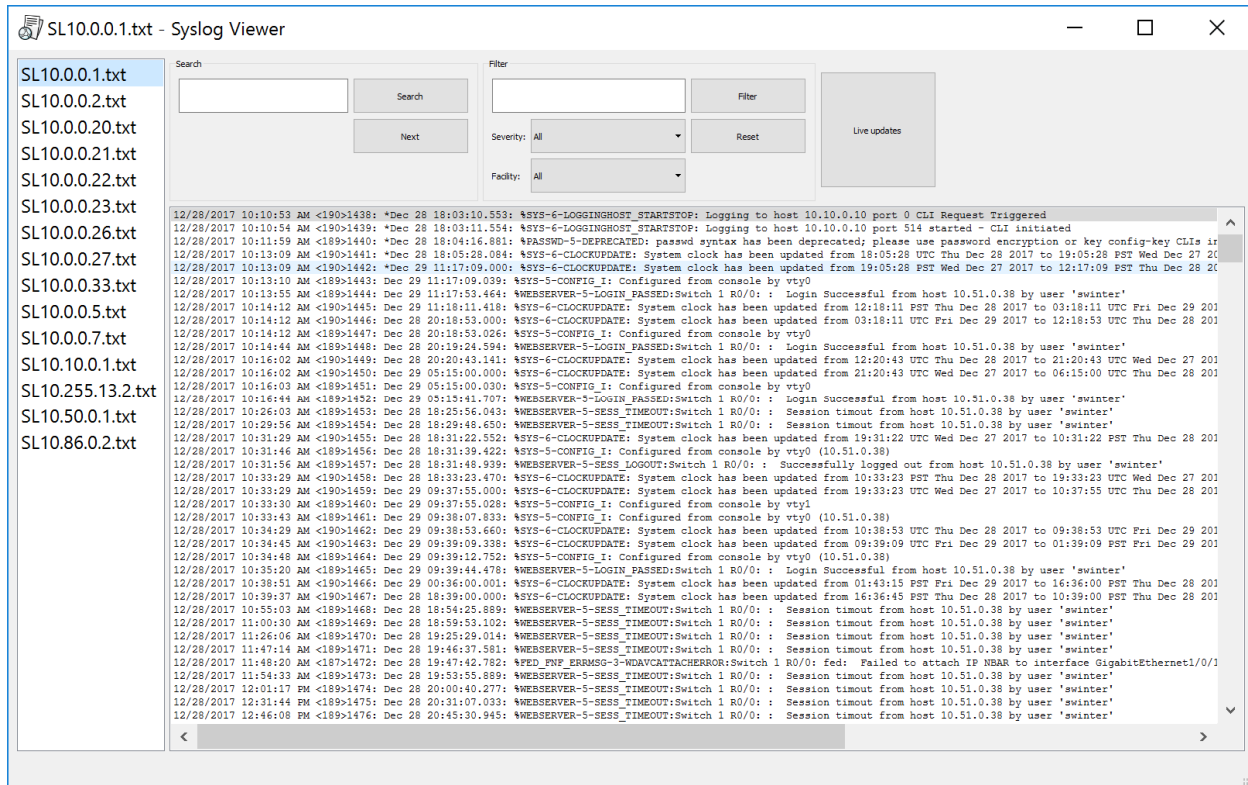 SL10.0.0.1.txt - Syslog Viewer
SL10.0.0.1.txt
SL10.0.0.2.txt
SL10.0.0.20.txt
SL10.0.0.21.txt
SL10.0.0.22.txt
SL10.0.0.23.txt
SL10.0.0.26.txt
SL10.0.0.27.txt
SL10.0.0.33.txt
SL10.0.0.5.txt
SL10.0.0.7.txt
SL10.10.0.1.txt
SL10.255.13.2.txt
SL10.50.0.1.txt
SL10.86.0.2.txt
Search
Search
Next
Filter
Filter
Severity: All
Reset
Facility: All
Live updates
12/28/2017 10:10:53 AM <190>1438: *Dec 28 18:03:10.553: %SYS-6-LOGGINGHOST_STARTSTOP: Logging to host 10.10.0.10 port 0 CLI Request Triggered
12/28/2017 10:10:54 AM <190>1439: *Dec 28 18:03:11.554: %SYS-6-LOGGINGHOST_STARTSTOP: Logging to host 10.10.0.10 port 514 started - CLI initiated
12/28/2017 10:11:59 AM <189>1440: *Dec 28 18:04:16.881: %PASSWD-5-DEPRECATED: passwd syntax has been deprecated; please use password encryption or key config-key CLIs in
12/28/2017 10:13:09 AM <190>1441: *Dec 28 18:05:28.084: %SYS-6-CLOCKUPDATE: System clock has been updated from 18:05:28 UTC Thu Dec 28 2017 to 19:05:28 PST Wed Dec 27 20
12/28/2017 10:13:09 AM <190>1442: *Dec 29 11:17:09.000: %SYS-6-CLOCKUPDATE: System clock has been updated from 19:05:28 PST Wed Dec 27 2017 to 12:17:09 PST Thu Dec 28 20
12/28/2017 10:13:10 AM <189>1443: Dec 29 11:17:09.039: %SYS-5-CONFIG_I: Configured from console by vty0
12/28/2017 10:13:55 AM <189>1444: Dec 29 11:17:53.464: %WEBSERVER-5-LOGIN_PASSED:Switch 1 R0/0: :  Login Successful from host 10.51.0.38 by user 'swinter'
12/28/2017 10:14:12 AM <190>1445: Dec 29 11:18:11.418: %SYS-6-CLOCKUPDATE: System clock has been updated from 12:18:11 PST Thu Dec 28 2017 to 03:18:11 UTC Fri Dec 29 201
12/28/2017 10:14:12 AM <190>1446: Dec 28 20:18:53.000: %SYS-6-CLOCKUPDATE: System clock has been updated from 03:18:11 UTC Fri Dec 29 2017 to 12:18:53 UTC Thu Dec 28 201
12/28/2017 10:14:12 AM <189>1447: Dec 28 20:18:53.026: %SYS-5-CONFIG_I: Configured from console by vty0
12/28/2017 10:14:44 AM <189>1448: Dec 28 20:19:24.594: %WEBSERVER-5-LOGIN_PASSED:Switch 1 R0/0: :  Login Successful from host 10.51.0.38 by user 'swinter'
12/28/2017 10:16:02 AM <190>1449: Dec 28 20:20:43.141: %SYS-6-CLOCKUPDATE: System clock has been updated from 12:20:43 UTC Thu Dec 28 2017 to 21:20:43 UTC Wed Dec 27 201
12/28/2017 10:16:02 AM <190>1450: Dec 29 05:15:00.000: %SYS-6-CLOCKUPDATE: System clock has been updated from 21:20:43 UTC Wed Dec 27 2017 to 06:15:00 UTC Thu Dec 28 201
12/28/2017 10:16:03 AM <189>1451: Dec 29 05:15:00.030: %SYS-5-CONFIG_I: Configured from console by vty0
12/28/2017 10:16:44 AM <189>1452: Dec 29 05:15:41.707: %WEBSERVER-5-LOGIN_PASSED:Switch 1 R0/0: :  Login Successful from host 10.51.0.38 by user 'swinter'
12/28/2017 10:26:03 AM <189>1453: Dec 28 18:25:56.043: %WEBSERVER-5-SESS_TIMEOUT:Switch 1 R0/0: :  Session timout from host 10.51.0.38 by user 'swinter'
12/28/2017 10:29:56 AM <189>1454: Dec 28 18:29:48.650: %WEBSERVER-5-SESS_TIMEOUT:Switch 1 R0/0: :  Session timout from host 10.51.0.38 by user 'swinter'
12/28/2017 10:31:29 AM <190>1455: Dec 28 18:31:22.552: %SYS-6-CLOCKUPDATE: System clock has been updated from 19:31:22 UTC Wed Dec 27 2017 to 10:31:22 PST Thu Dec 28 201
12/28/2017 10:31:46 AM <189>1456: Dec 28 18:31:39.422: %SYS-5-CONFIG_I: Configured from console by vty0 (10.51.0.38)
12/28/2017 10:31:56 AM <189>1457: Dec 28 18:31:48.939: %WEBSERVER-5-SESS_LOGOUT:Switch 1 R0/0: :  Successfully logged out from host 10.51.0.38 by user 'swinter'
12/28/2017 10:33:29 AM <190>1458: Dec 28 18:33:23.470: %SYS-6-CLOCKUPDATE: System clock has been updated from 10:33:23 PST Thu Dec 28 2017 to 19:33:23 UTC Wed Dec 27 201
12/28/2017 10:33:29 AM <190>1459: Dec 29 09:37:55.000: %SYS-6-CLOCKUPDATE: System clock has been updated from 19:33:23 UTC Wed Dec 27 2017 to 10:37:55 UTC Thu Dec 28 201
12/28/2017 10:33:30 AM <189>1460: Dec 29 09:37:55.028: %SYS-5-CONFIG_I: Configured from console by vty1
12/28/2017 10:33:43 AM <189>1461: Dec 29 09:38:07.833: %SYS-5-CONFIG_I: Configured from console by vty0 (10.51.0.38)
12/28/2017 10:34:29 AM <190>1462: Dec 29 09:38:53.660: %SYS-6-CLOCKUPDATE: System clock has been updated from 10:38:53 UTC Thu Dec 28 2017 to 09:38:53 UTC Fri Dec 29 201
12/28/2017 10:34:45 AM <190>1463: Dec 29 09:39:09.338: %SYS-6-CLOCKUPDATE: System clock has been updated from 09:39:09 UTC Fri Dec 29 2017 to 01:39:09 PST Fri Dec 29 201
12/28/2017 10:34:48 AM <189>1464: Dec 29 09:39:12.752: %SYS-5-CONFIG_I: Configured from console by vty0 (10.51.0.38)
12/28/2017 10:35:20 AM <189>1465: Dec 29 09:39:44.478: %WEBSERVER-5-LOGIN_PASSED:Switch 1 R0/0: :  Login Successful from host 10.51.0.38 by user 'swinter'
12/28/2017 10:38:51 AM <190>1466: Dec 29 00:36:00.001: %SYS-6-CLOCKUPDATE: System clock has been updated from 01:43:15 PST Fri Dec 29 2017 to 16:36:00 PST Thu Dec 28 201
12/28/2017 10:39:37 AM <190>1467: Dec 28 18:39:00.000: %SYS-6-CLOCKUPDATE: System clock has been updated from 16:36:45 PST Thu Dec 28 2017 to 10:39:00 PST Thu Dec 28 201
12/28/2017 10:55:03 AM <189>1468: Dec 28 18:54:25.889: %WEBSERVER-5-SESS_TIMEOUT:Switch 1 R0/0: :  Session timout from host 10.51.0.38 by user 'swinter'
12/28/2017 11:00:30 AM <189>1469: Dec 28 18:59:53.102: %WEBSERVER-5-SESS_TIMEOUT:Switch 1 R0/0: :  Session timout from host 10.51.0.38 by user 'swinter'
12/28/2017 11:26:06 AM <189>1470: Dec 28 19:25:29.014: %WEBSERVER-5-SESS_TIMEOUT:Switch 1 R0/0: :  Session timout from host 10.51.0.38 by user 'swinter'
12/28/2017 11:47:14 AM <189>1471: Dec 28 19:46:37.581: %WEBSERVER-5-SESS_TIMEOUT:Switch 1 R0/0: :  Session timout from host 10.51.0.38 by user 'swinter'
12/28/2017 11:48:20 AM <187>1472: Dec 28 19:47:42.782: %FED_FNF_ERRMSG-3-WDAVCATTACHERROR:Switch 1 R0/0: fed:  Failed to attach IP NBAR to interface GigabitEthernet1/0/1
12/28/2017 11:54:33 AM <189>1473: Dec 28 19:53:55.889: %WEBSERVER-5-SESS_TIMEOUT:Switch 1 R0/0: :  Session timout from host 10.51.0.38 by user 'swinter'
12/28/2017 12:01:17 PM <189>1474: Dec 28 20:00:40.277: %WEBSERVER-5-SESS_TIMEOUT:Switch 1 R0/0: :  Session timout from host 10.51.0.38 by user 'swinter'
12/28/2017 12:31:44 PM <189>1475: Dec 28 20:31:07.033: %WEBSERVER-5-SESS_TIMEOUT:Switch 1 R0/0: :  Session timout from host 10.51.0.38 by user 'swinter'
12/28/2017 12:46:08 PM <189>1476: Dec 28 20:45:30.945: %WEBSERVER-5-SESS_TIMEOUT:Switch 1 R0/0: :  Session timout from host 10.51.0.38 by user 'swinter'